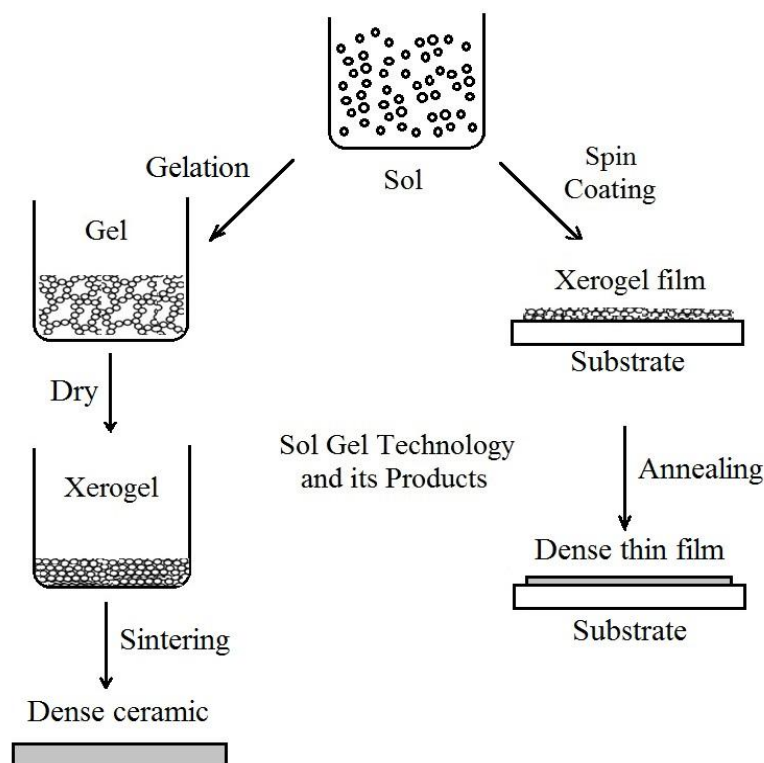 Sol
Gelation
Gel
Dry
Xerogel
Sintering
Dense ceramic
Sol Gel Technology
and its Products
Spin
Coating
Xerogel film
Substrate
Annealing
Dense thin film
Substrate